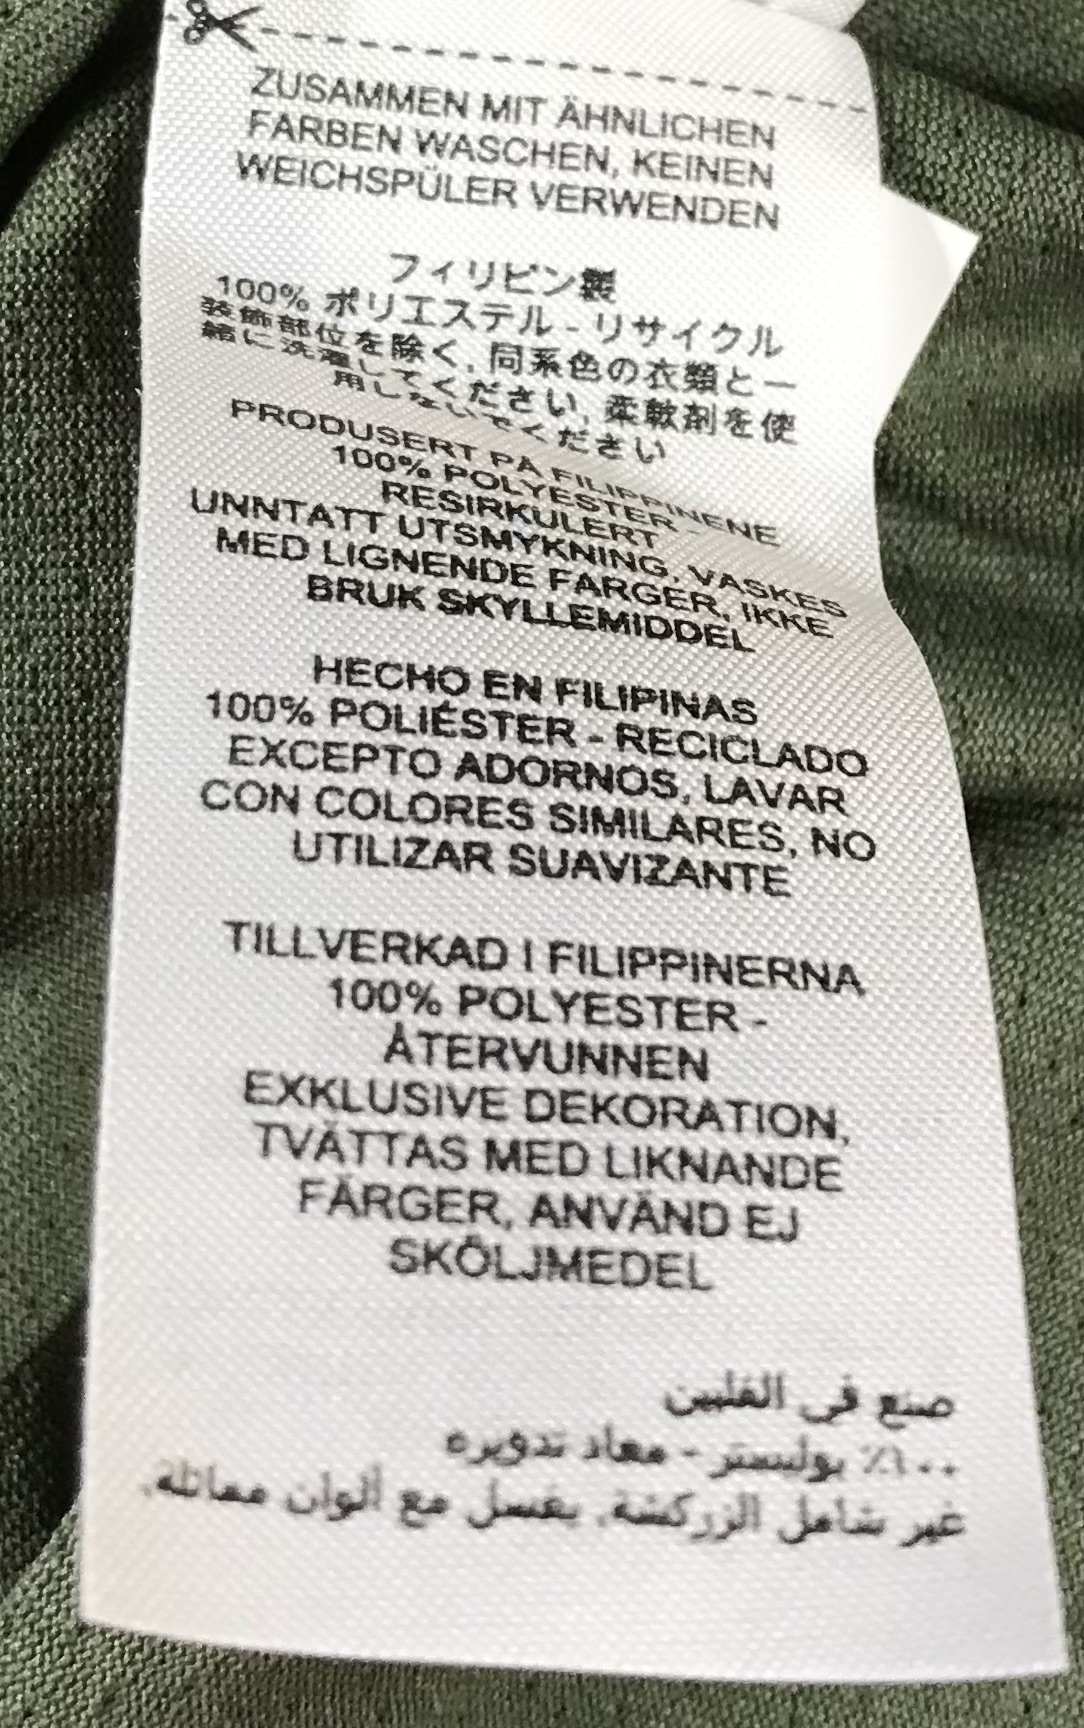 ZUSAMMEN MIT ÄHNLICHEN
FARBEN WASCHEN, KEINEN
WEICHSPÜLER VERWENDEN
フィリピン製
100% ポリエステル - リサイクル
装飾部位を除く, 同系色の衣類と一
緒に洗濯してください, 柔軟剤を使
用しないでください
PRODUSERT PÅ FILIPPINENE
100% POLYESTER -
RESIRKULERT
UNNTATT UTSMYKNING, VASKES
MED LIGNENDE FARGER, IKKE
BRUK SKYLLEMIDDEL
HECHO EN FILIPINAS
100% POLIÉSTER - RECICLADO
EXCEPTO ADORNOS, LAVAR
CON COLORES SIMILARES, NO
UTILIZAR SUAVIZANTE
TILLVERKAD I FILIPPINERNA
100% POLYESTER -
ÅTERVUNNEN
EXKLUSIVE DEKORATION,
TVÄTTAS MED LIKNANDE
FÄRGER, ANVÄND EJ
SKÖLJMEDEL
صنع في الفلبين
١٠٠٪ بوليستر - معاد تدويره
غير شامل الزركشة, يغسل مع ألوان مماثلة,